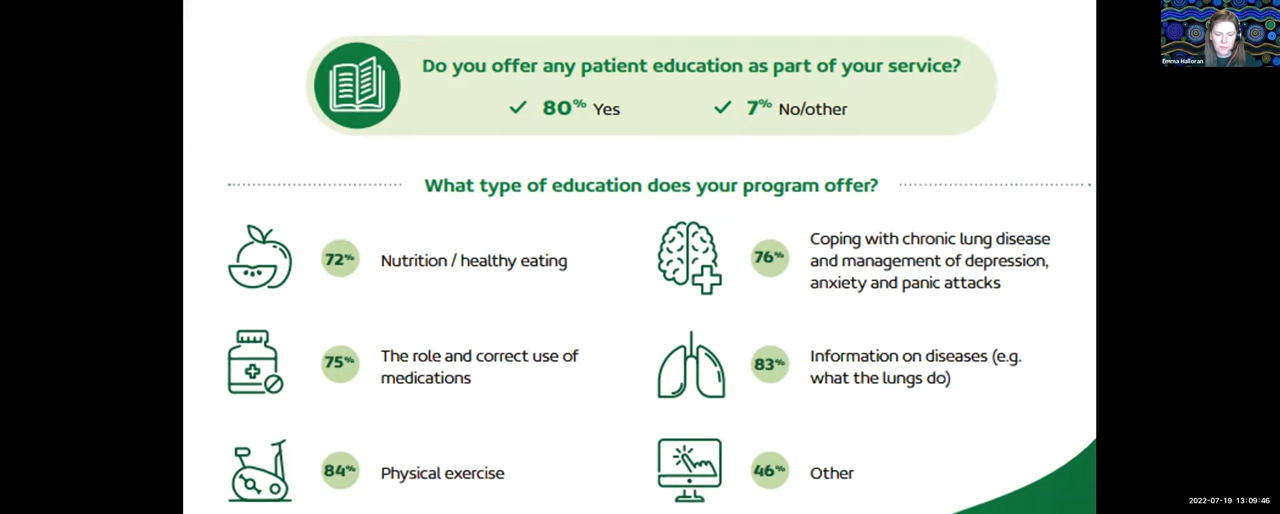 Do you offer any patient education as part of your service?
80% Yes
7% No/other
What type of education does your program offer?
72%
Nutrition / healthy eating
76%
Coping with chronic lung disease
and management of depression,
anxiety and panic attacks
75%
The role and correct use of
medications
83%
Information on diseases (e.g.
what the lungs do)
84%
Physical exercise
46%
Other
Emma Halloran
2022-07-19 13:09:46